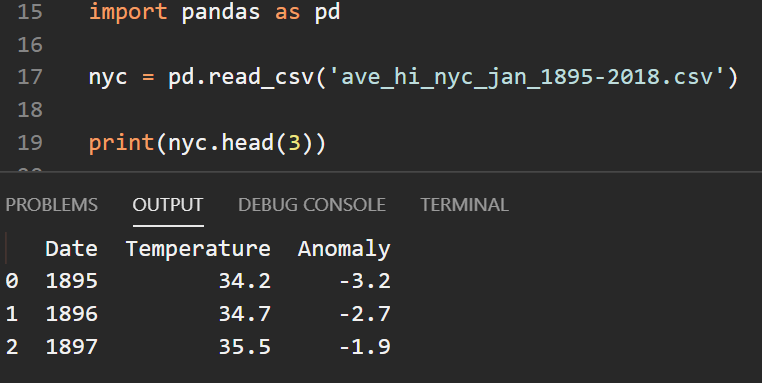 15 import pandas as pd
16
17 nyc = pd.read_csv('ave_hi_nyc_jan_1895-2018.csv')
18
19 print(nyc.head(3))
PROBLEMS OUTPUT DEBUG CONSOLE TERMINAL
Date Temperature Anomaly
0 1895 34.2 -3.2
1 1896 34.7 -2.7
2 1897 35.5 -1.9